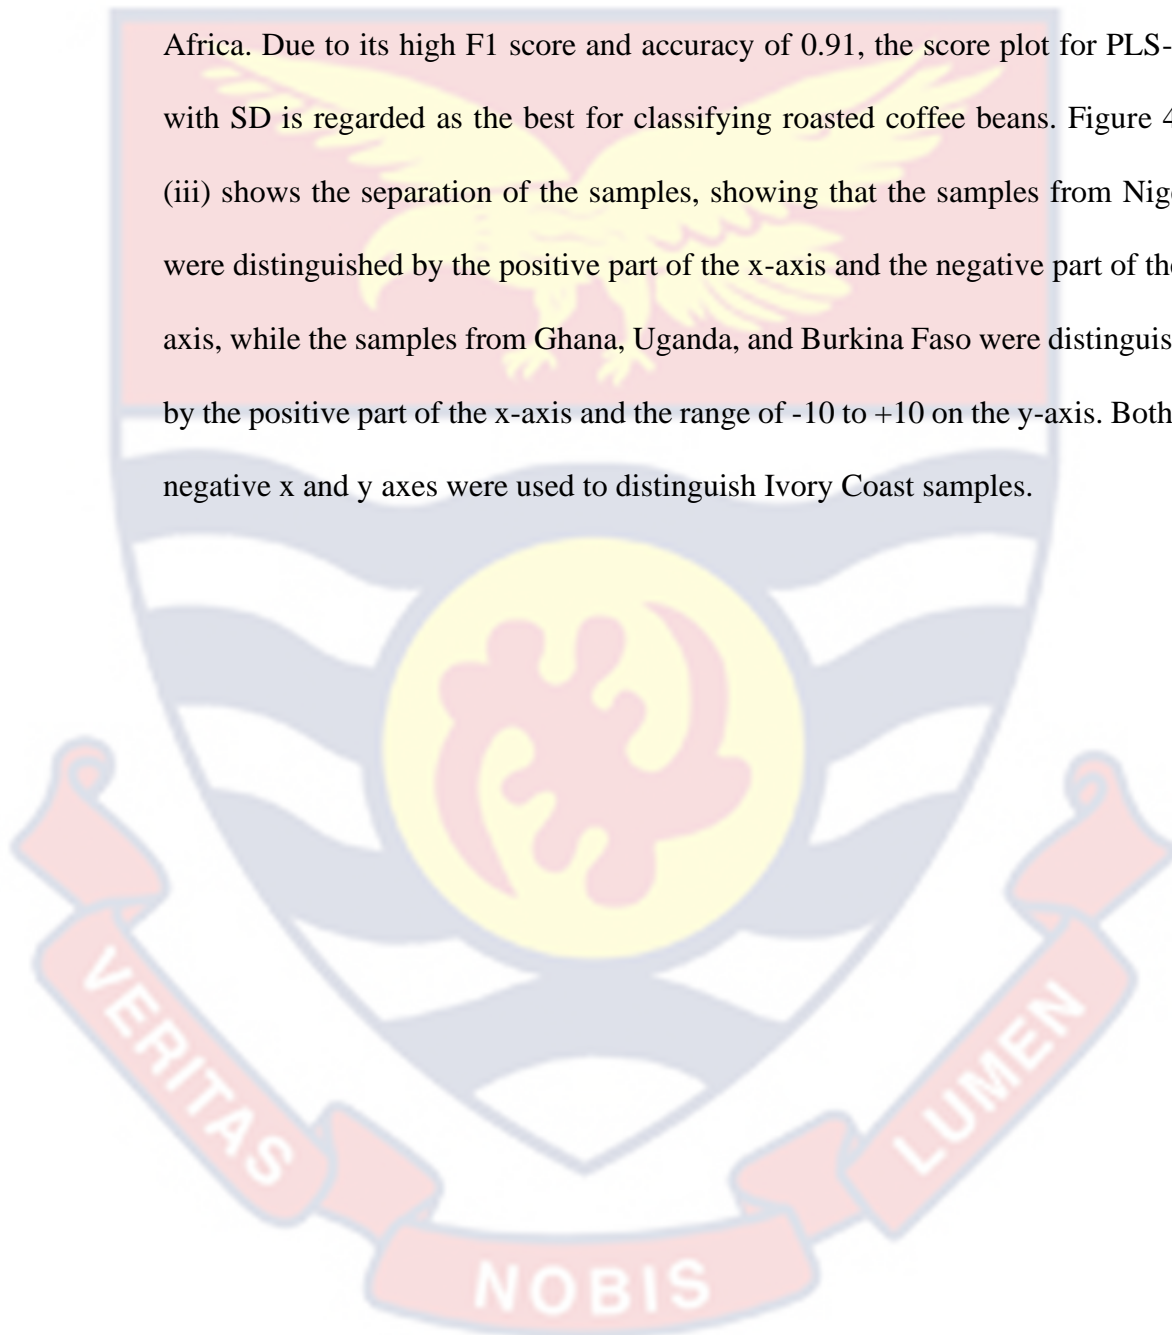 Africa. Due to its high F1 score and accuracy of 0.91, the score plot for PLS-
with SD is regarded as the best for classifying roasted coffee beans. Figure 4
(iii) shows the separation of the samples, showing that the samples from Nig
were distinguished by the positive part of the x-axis and the negative part of the
axis, while the samples from Ghana, Uganda, and Burkina Faso were distinguis
by the positive part of the x-axis and the range of -10 to +10 on the y-axis. Both
negative x and y axes were used to distinguish Ivory Coast samples.
VERITAS
NOBIS
LUMEN